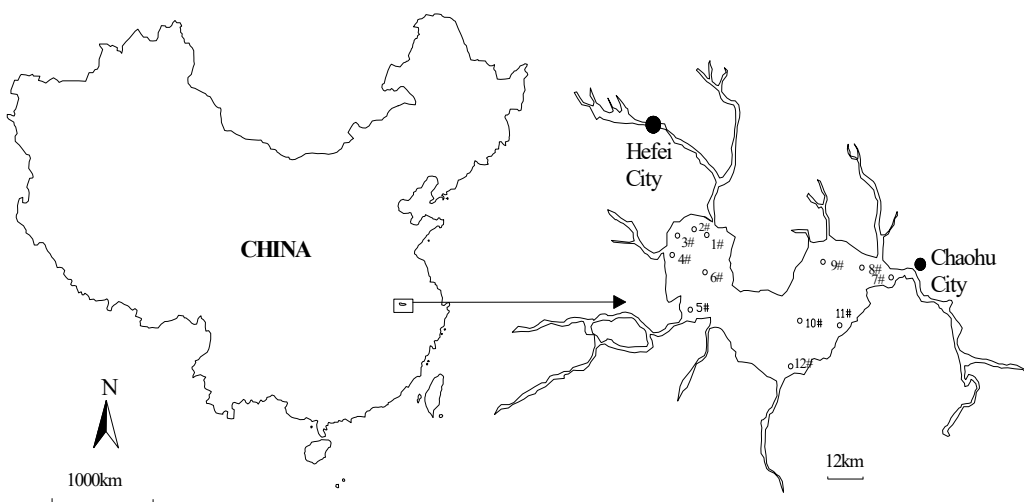 CHINA
N
1000km
Hefei
City
2#
3#
1#
4#
6#
5#
9#
8#
7#
Chaohu
City
10#
11#
12#
12km